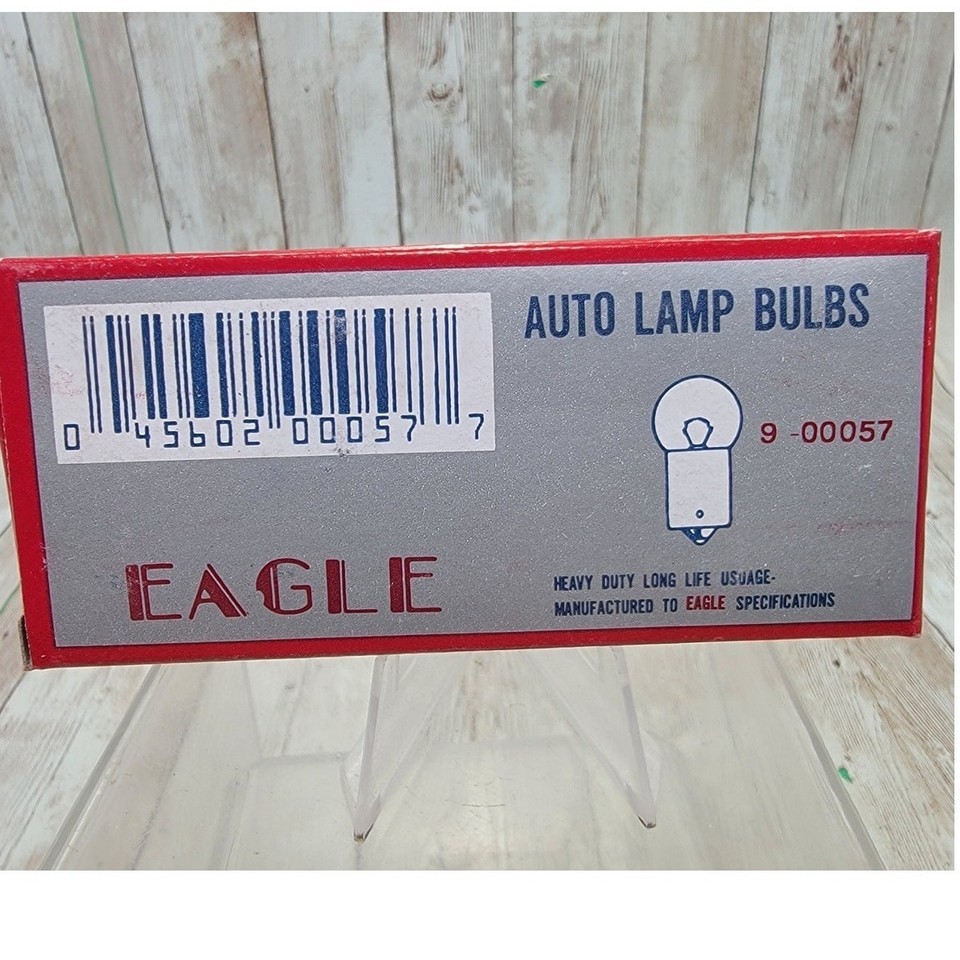 AUTO LAMP BULBS
0 45602 00057 7
9 -00057
EAGLE
HEAVY DUTY LONG LIFE USUAGE-
MANUFACTURED TO EAGLE SPECIFICATIONS